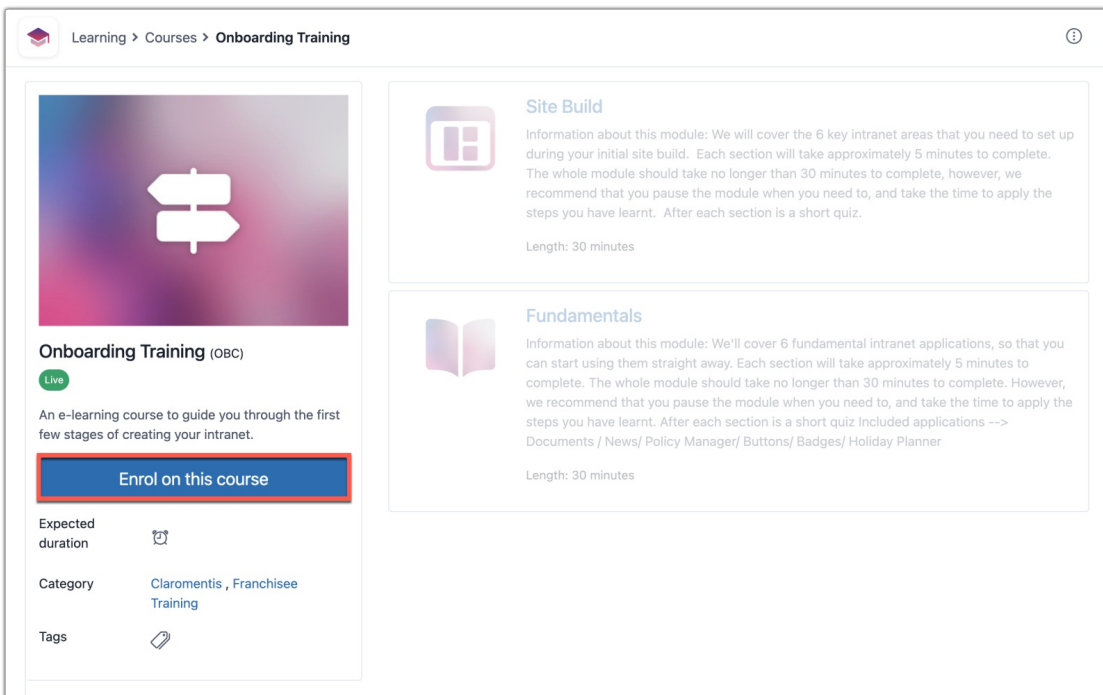 Learning > Courses > Onboarding Training
Onboarding Training (OBC)
Live
An e-learning course to guide you through the first
few stages of creating your intranet.
Enrol on this course
Expected
duration
Category
Claromentis , Franchisee
Training
Tags
Site Build
Information about this module: We will cover the 6 key intranet areas that you need to set up
during your initial site build.  Each section will take approximately 5 minutes to complete.
The whole module should take no longer than 30 minutes to complete, however, we
recommend that you pause the module when you need to, and take the time to apply the
steps you have learnt.  After each section is a short quiz.
Length: 30 minutes
Fundamentals
Information about this module: We'll cover 6 fundamental intranet applications, so that you
can start using them straight away. Each section will take approximately 5 minutes to
complete. The whole module should take no longer than 30 minutes to complete. However,
we recommend that you pause the module when you need to, and take the time to apply the
steps you have learnt. After each section is a short quiz Included applications -->
Documents / News/ Policy Manager/ Buttons/ Badges/ Holiday Planner
Length: 30 minutes